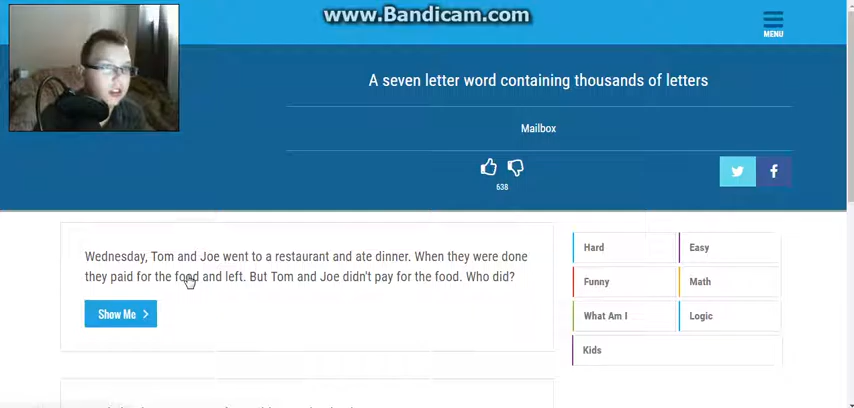 www.Bandicam.com
MENU
A seven letter word containing thousands of letters
Mailbox
638
Wednesday, Tom and Joe went to a restaurant and ate dinner. When they were done
they paid for the food and left. But Tom and Joe didn't pay for the food. Who did?
Show Me
Hard
Easy
Funny
Math
What Am I
Logic
Kids